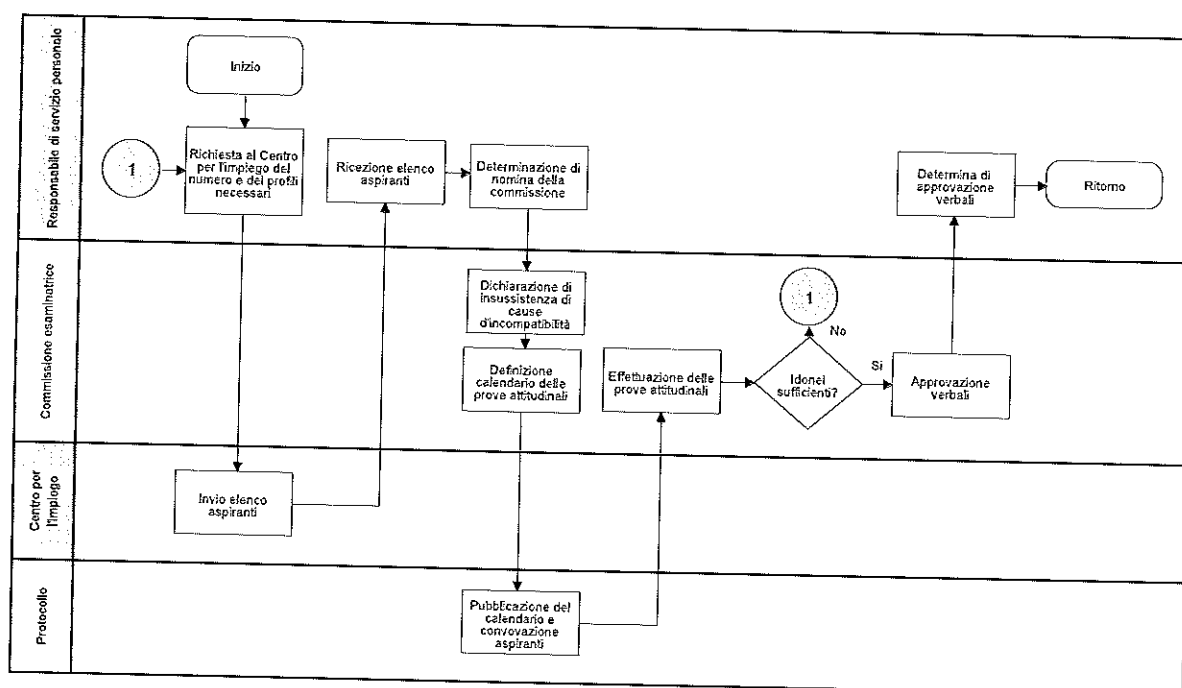 Responsabile di servizio personale
Inizio
1
Richiesta al Centro
per l'impiego del
numero e dei profili
necessari
Ricezione elenco
aspiranti
Determinazione di
nomina della
commissione
Determina di
approvazione
verbali
Ritorno
Commissione esaminatrice
Dichiarazione di
insussistenza di
cause
d'incompatibilità
Definizione
calendario delle
prove attitudinali
Effettuazione delle
prove attitudinali
1
No
Idonei
sufficienti?
Si
Approvazione
verbali
Centro per
l'impiego
Invio elenco
aspiranti
Protocollo
Pubblicazione del
calendario e
convovazione
aspiranti